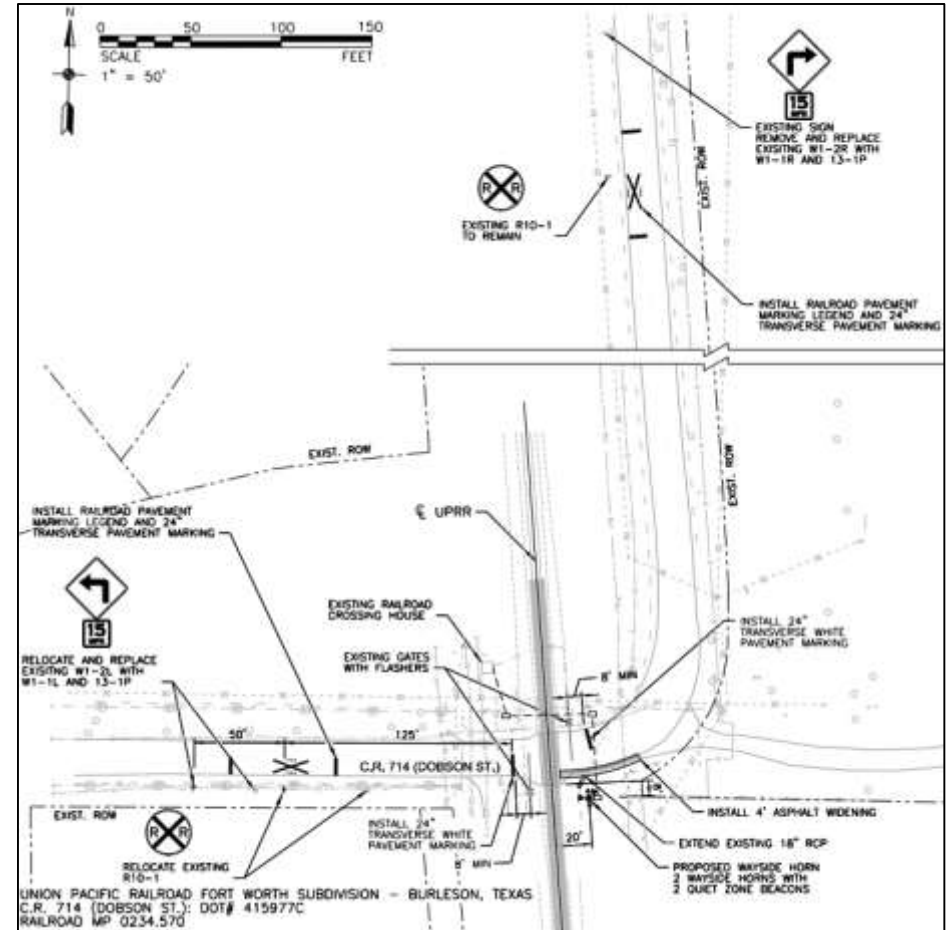 N
0 50 100 150
SCALE FEET
1" = 50'
15
MPH
EXISTING SIGN
REMOVE AND REPLACE
EXISITNG W1-2R WITH
W1-1R AND 13-1P
EXIST. ROW
R R
EXISTING R10-1
TO REMAIN
INSTALL RAILROAD PAVEMENT
MARKING LEGEND AND 24"
TRANSVERSE PAVEMENT MARKING
EXIST. ROW
EXIST. ROW
INSTALL RAILROAD PAVEMENT
MARKING LEGEND AND 24"
TRANSVERSE PAVEMENT MARKING
℄ UPRR
15
MPH
EXISTING RAILROAD
CROSSING HOUSE
INSTALL 24"
TRANSVERSE WHITE
PAVEMENT MARKING
RELOCATE AND REPLACE
EXISITNG W1-2L WITH
W1-1L AND 13-1P
EXISTING GATES
WITH FLASHERS
8' MIN
50' 125'
C.R. 714 (DOBSON ST.)
EXIST. ROW
R R
RELOCATE EXISTING
R10-1
INSTALL 24"
TRANSVERSE WHITE
PAVEMENT MARKING
8' MIN
20'
INSTALL 4' ASPHALT WIDENING
EXTEND EXISTING 18" RCP
PROPOSED WAYSIDE HORN
2 WAYSIDE HORNS WITH
2 QUIET ZONE BEACONS
UNION PACIFIC RAILROAD FORT WORTH SUBDIVISION - BURLESON, TEXAS
C.R. 714 (DOBSON ST.): DOT# 415977C
RAILROAD MP 0234.570